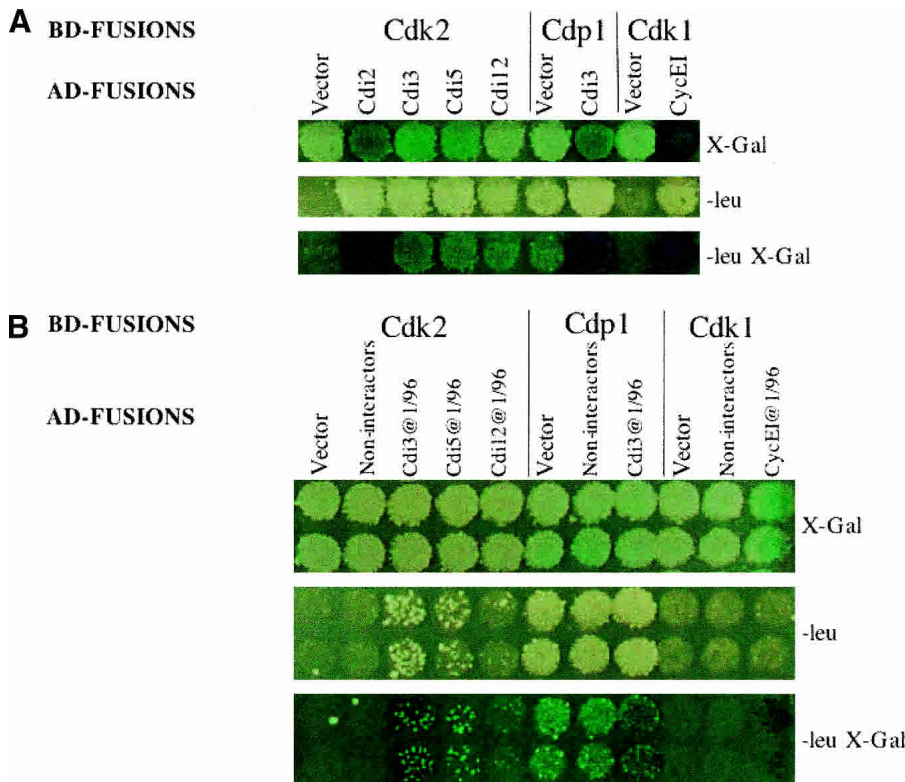 A
BD-FUSIONS
Cdk2 Cdp1 Cdk1
AD-FUSIONS
Vector Cdi2 Cdi3 Cdi5 Cdi12 Vector Cdi3 Vector CycEI
X-Gal
-leu
-leu X-Gal
B
BD-FUSIONS
Cdk2 Cdp1 Cdk1
AD-FUSIONS
Vector Non-interactors Cdi3@1/96 Cdi5@1/96 Cdi12@1/96 Vector Non-interactors Cdi3@1/96 Vector Non-interactors CycEI@1/96
X-Gal
-leu
-leu X-Gal